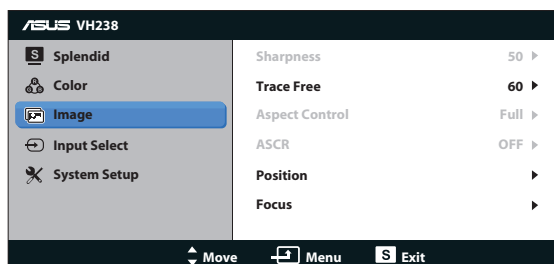 ASUS VH238
S Splendid
Color
Image
Input Select
System Setup
Sharpness 50
Trace Free 60
Aspect Control Full
ASCR OFF
Position
Focus
Move Menu S Exit